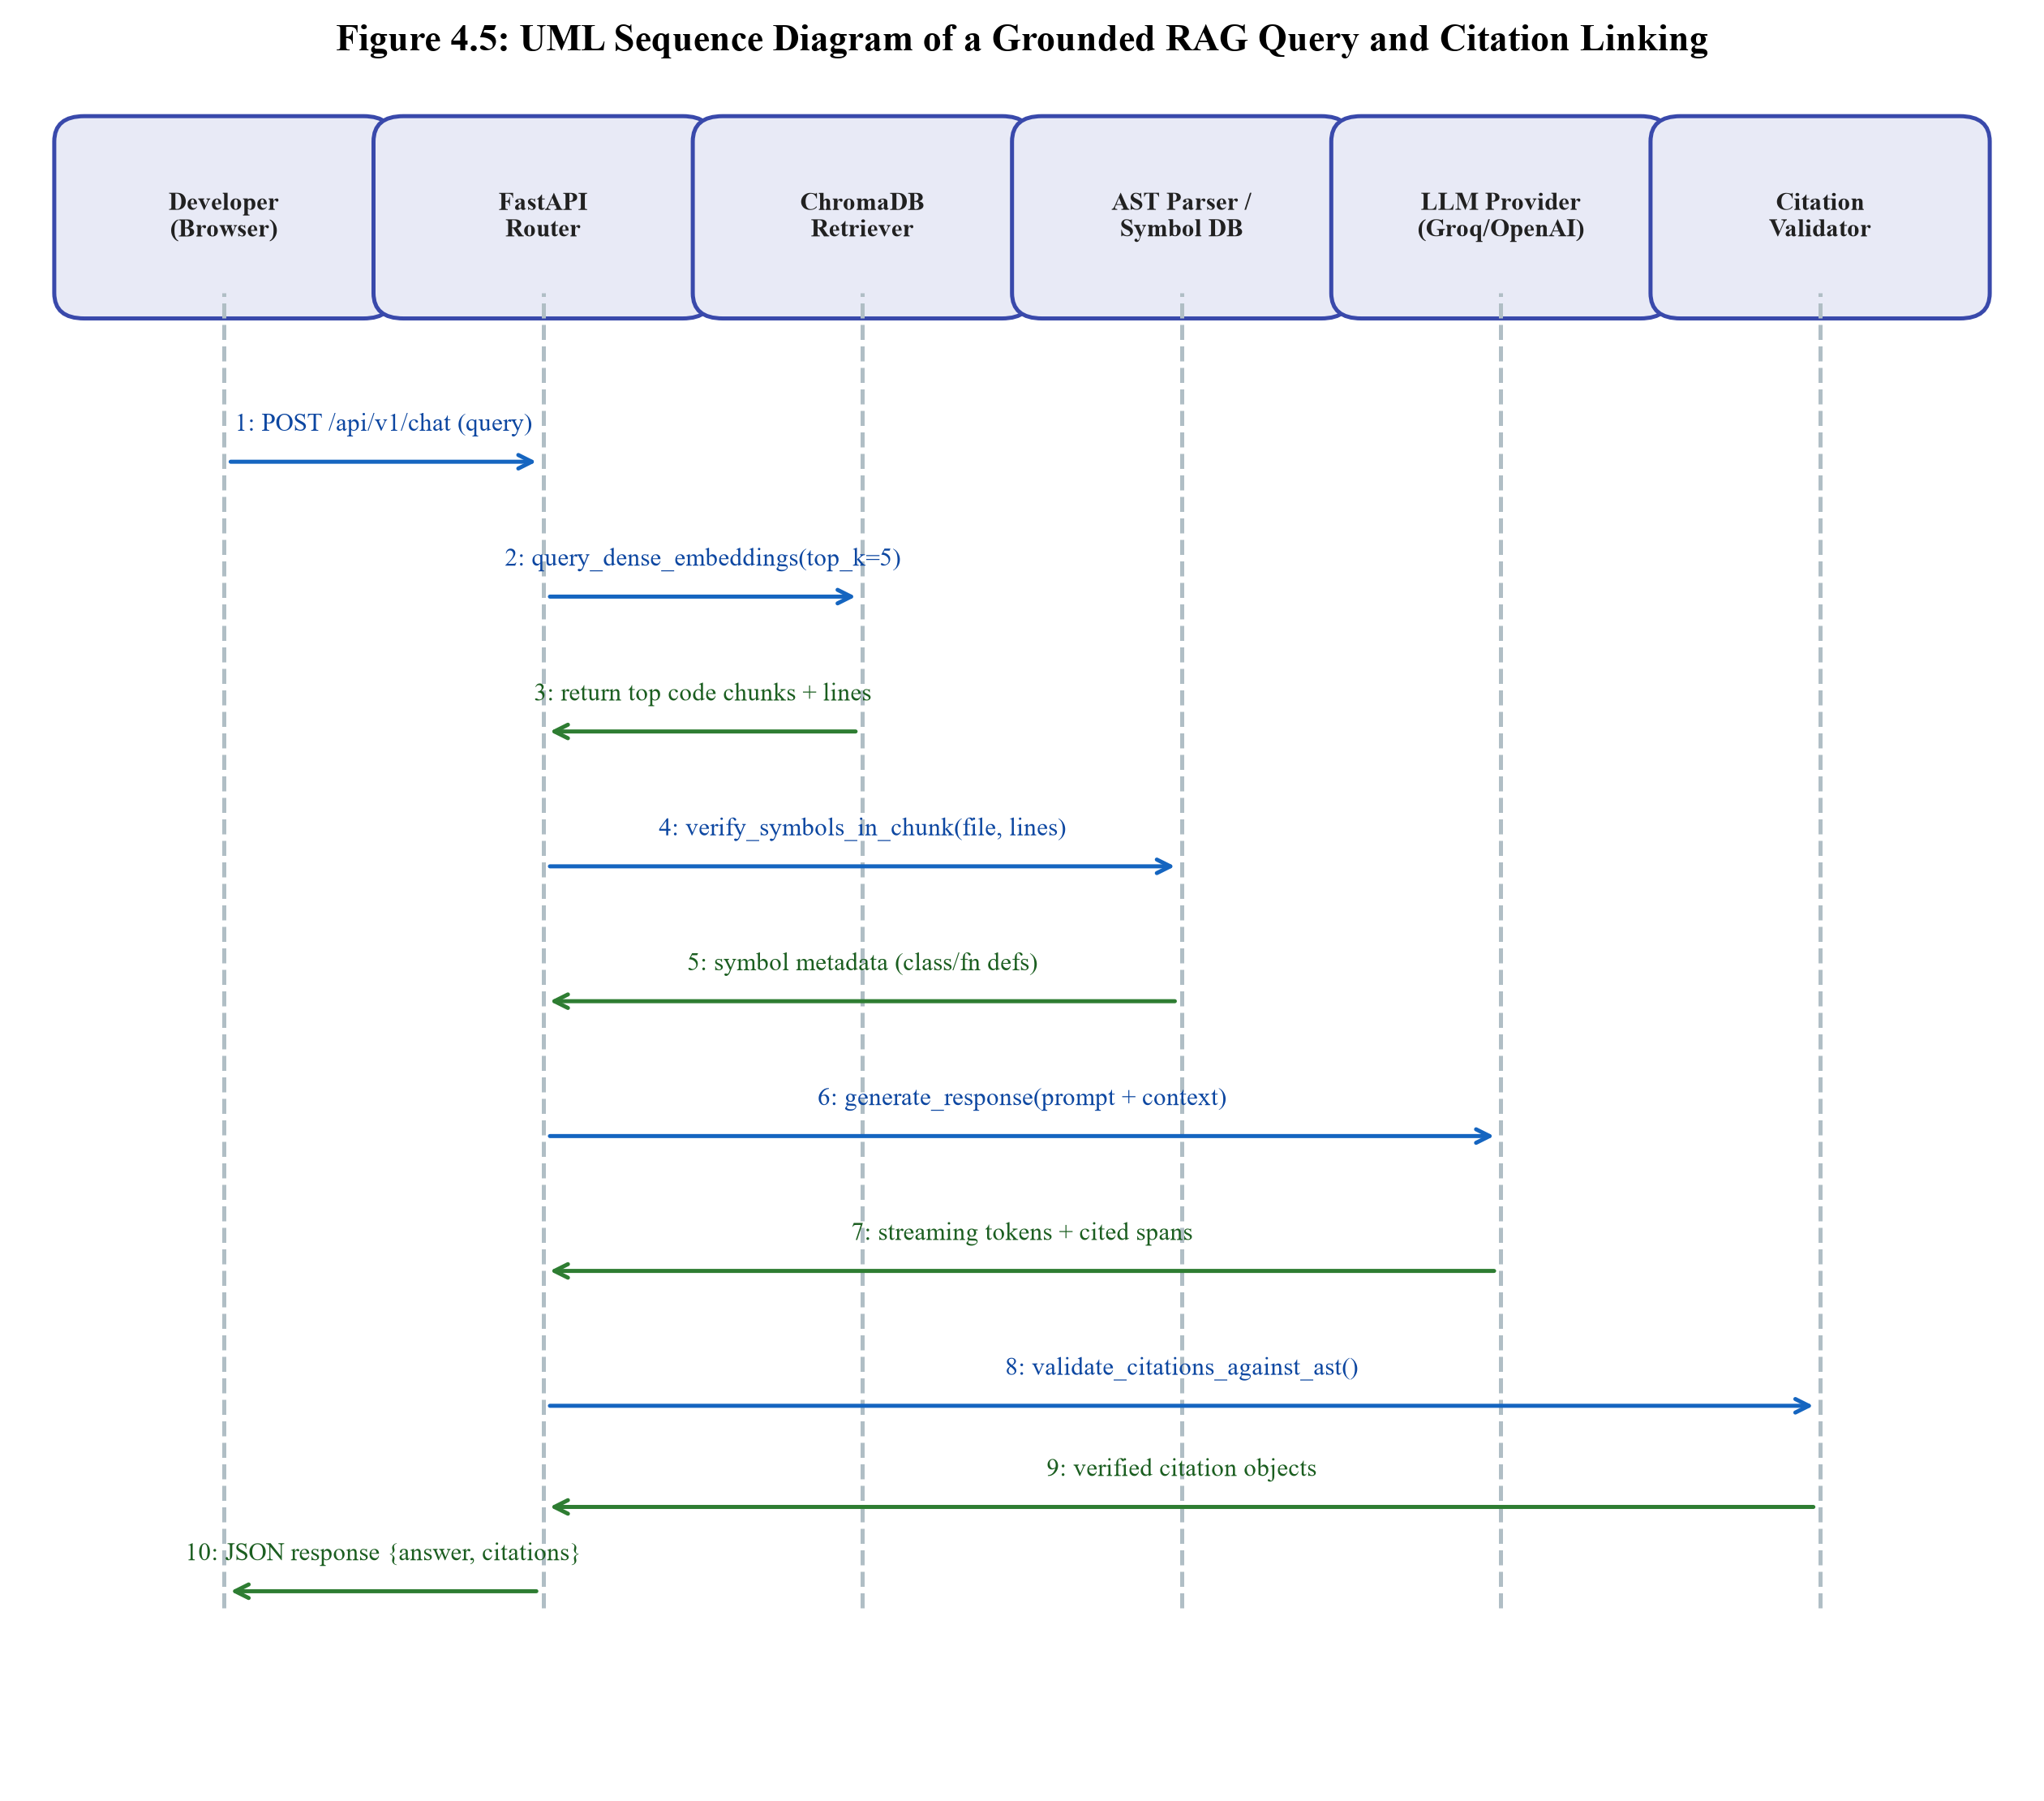 Figure 4.5: UML Sequence Diagram of a Grounded RAG Query and Citation Linking
Developer
(Browser)
FastAPI
Router
ChromaDB
Retriever
AST Parser /
Symbol DB
LLM Provider
(Groq/OpenAI)
Citation
Validator
1: POST /api/v1/chat (query)
2: query_dense_embeddings(top_k=5)
3: return top code chunks + lines
4: verify_symbols_in_chunk(file, lines)
5: symbol metadata (class/fn defs)
6: generate_response(prompt + context)
7: streaming tokens + cited spans
8: validate_citations_against_ast()
9: verified citation objects
10: JSON response {answer, citations}